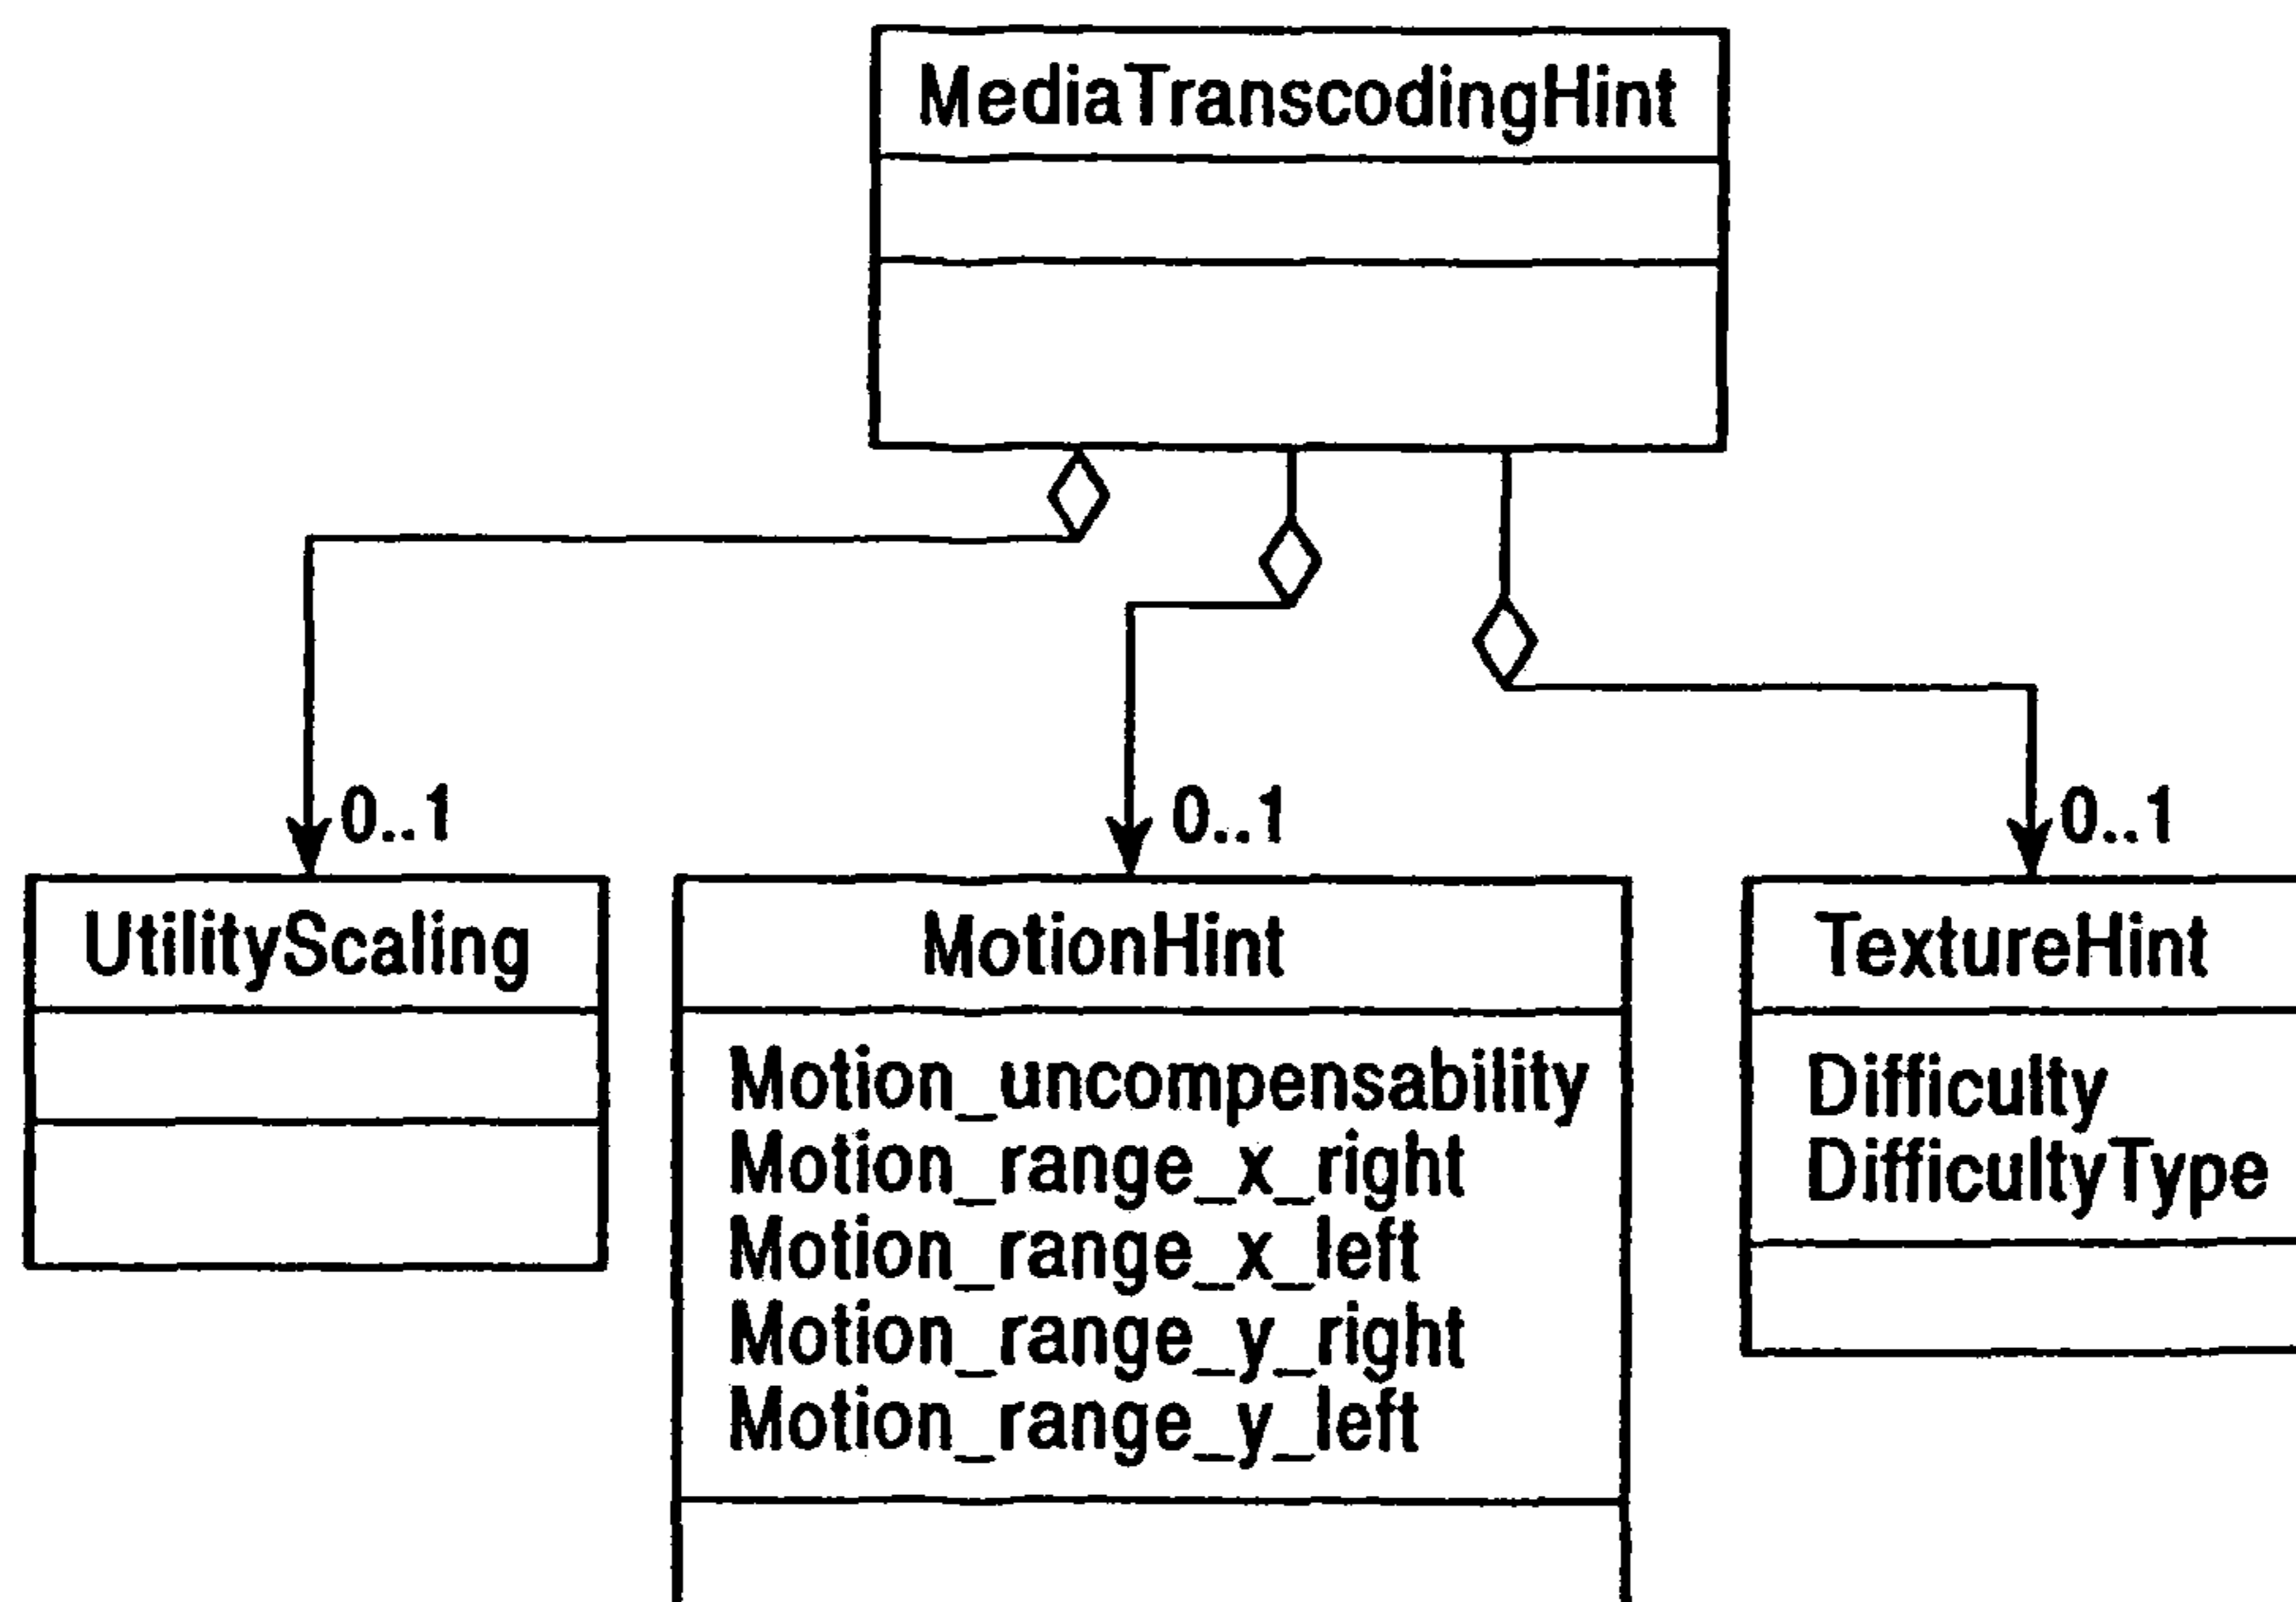 MediaTranscodingHint
0..1
0..1
0..1
UtilityScaling
MotionHint
TextureHint
Motion_uncompensability
Motion_range_x_right
Motion_range_x_left
Motion_range_y_right
Motion_range_y_left
Difficulty
DifficultyType